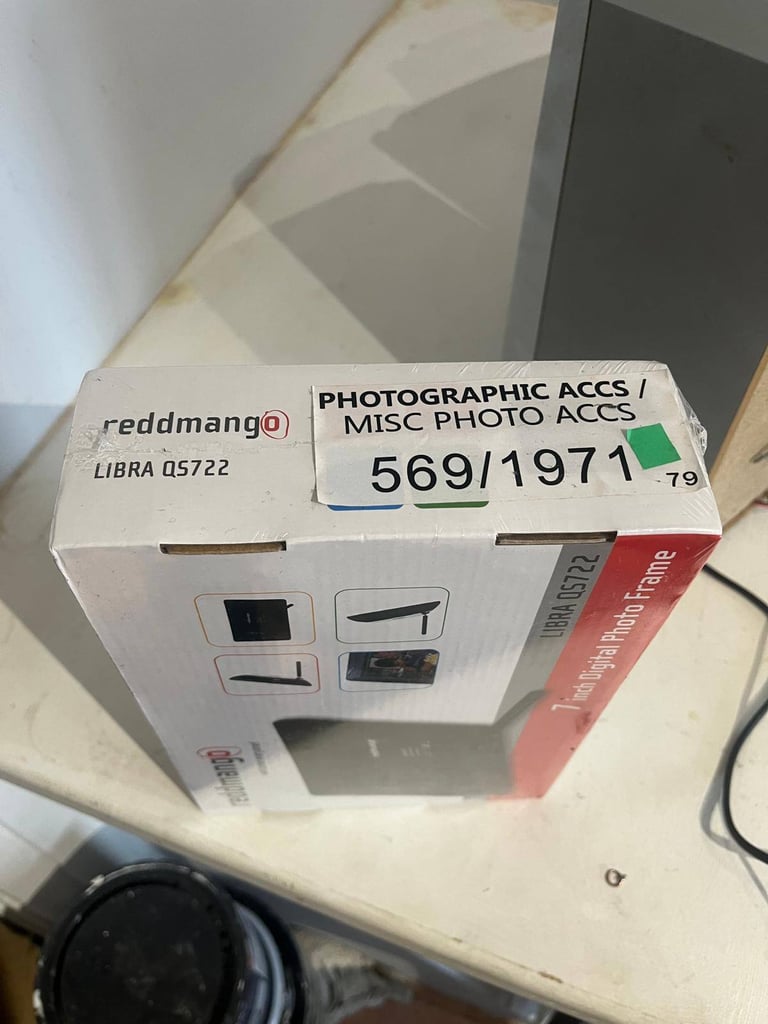 reddmango
LIBRA QS722
PHOTOGRAPHIC ACCS /
MISC PHOTO ACCS
569/1971
79
LIBRA QS722
7 inch Digital Photo Frame
reddmango